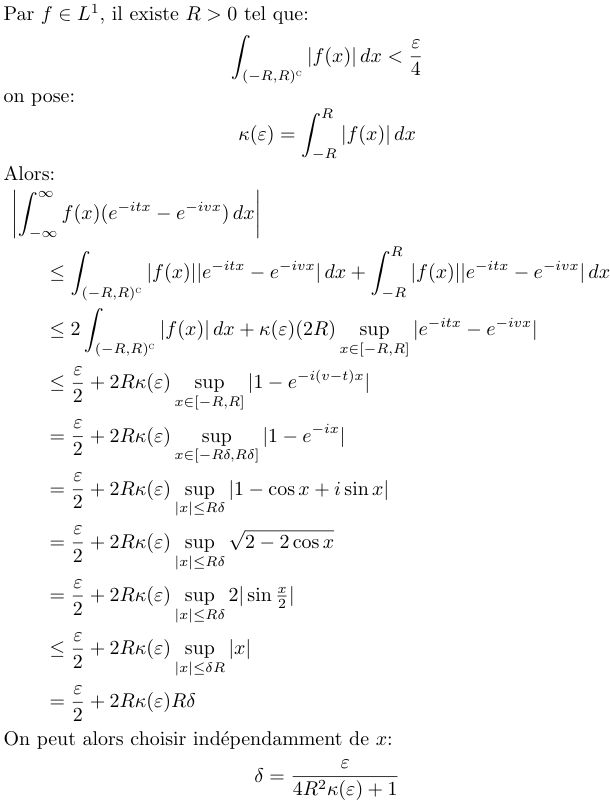 Par $f \in L^1$, il existe $R > 0$ tel que:
$$\int_{(-R,R)^c} |f(x)|\,dx < \frac{\varepsilon}{4}$$
on pose:
$$\kappa(\varepsilon) = \int_{-R}^{R} |f(x)|\,dx$$
Alors:
$$\left|\int_{-\infty}^{\infty} f(x)(e^{-itx} - e^{-ivx})\,dx\right|$$
$$\leq \int_{(-R,R)^c} |f(x)||e^{-itx} - e^{-ivx}|\,dx + \int_{-R}^{R} |f(x)||e^{-itx} - e^{-ivx}|\,dx$$
$$\leq 2\int_{(-R,R)^c} |f(x)|\,dx + \kappa(\varepsilon)(2R) \sup_{x\in[-R,R]} |e^{-itx} - e^{-ivx}|$$
$$\leq \frac{\varepsilon}{2} + 2R\kappa(\varepsilon) \sup_{x\in[-R,R]} |1 - e^{-i(v-t)x}|$$
$$= \frac{\varepsilon}{2} + 2R\kappa(\varepsilon) \sup_{x\in[-R\delta,R\delta]} |1 - e^{-ix}|$$
$$= \frac{\varepsilon}{2} + 2R\kappa(\varepsilon) \sup_{|x|\leq R\delta} |1 - \cos x + i\sin x|$$
$$= \frac{\varepsilon}{2} + 2R\kappa(\varepsilon) \sup_{|x|\leq R\delta} \sqrt{2 - 2\cos x}$$
$$= \frac{\varepsilon}{2} + 2R\kappa(\varepsilon) \sup_{|x|\leq R\delta} 2|\sin \tfrac{x}{2}|$$
$$\leq \frac{\varepsilon}{2} + 2R\kappa(\varepsilon) \sup_{|x|\leq \delta R} |x|$$
$$= \frac{\varepsilon}{2} + 2R\kappa(\varepsilon)R\delta$$
On peut alors choisir indépendamment de $x$:
$$\delta = \frac{\varepsilon}{4R^2\kappa(\varepsilon) + 1}$$